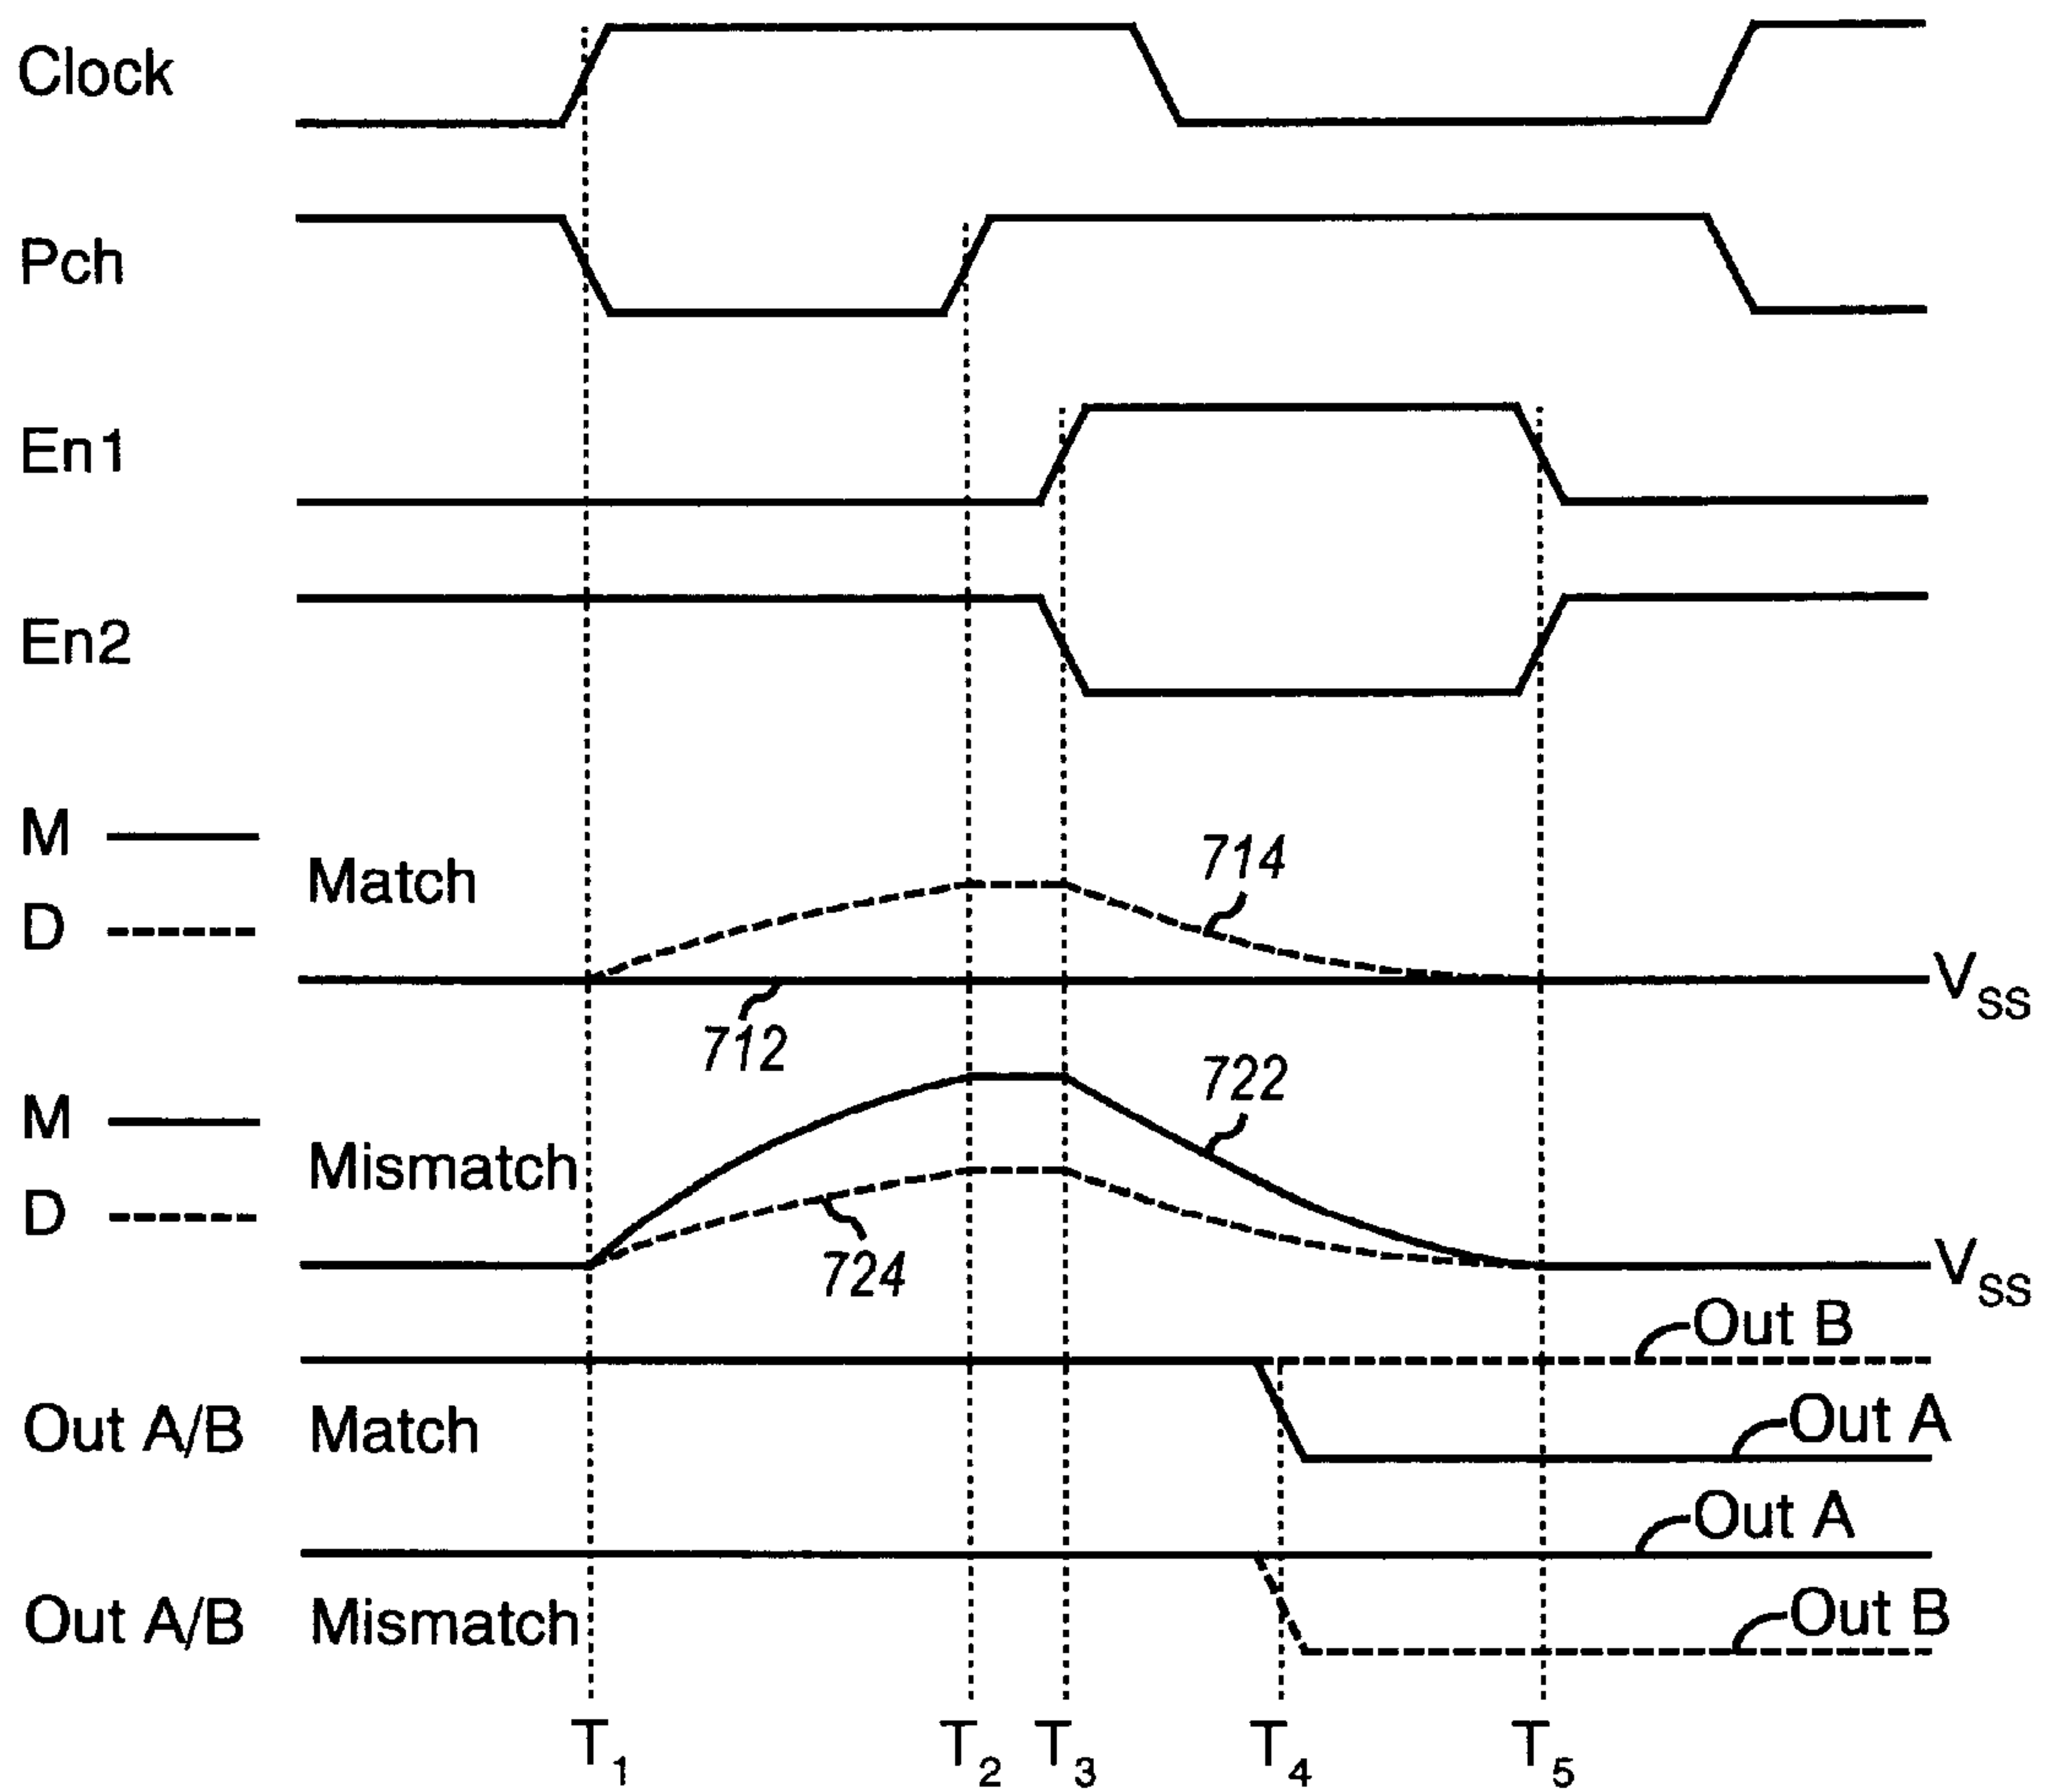 Clock
Pch
En1
En2
M
Match
714
D
VSS
712
M
722
Mismatch
D
724
VSS
Out B
Out A/B Match
Out A
Out A
Out A/B Mismatch
Out B
T1 T2 T3 T4 T5